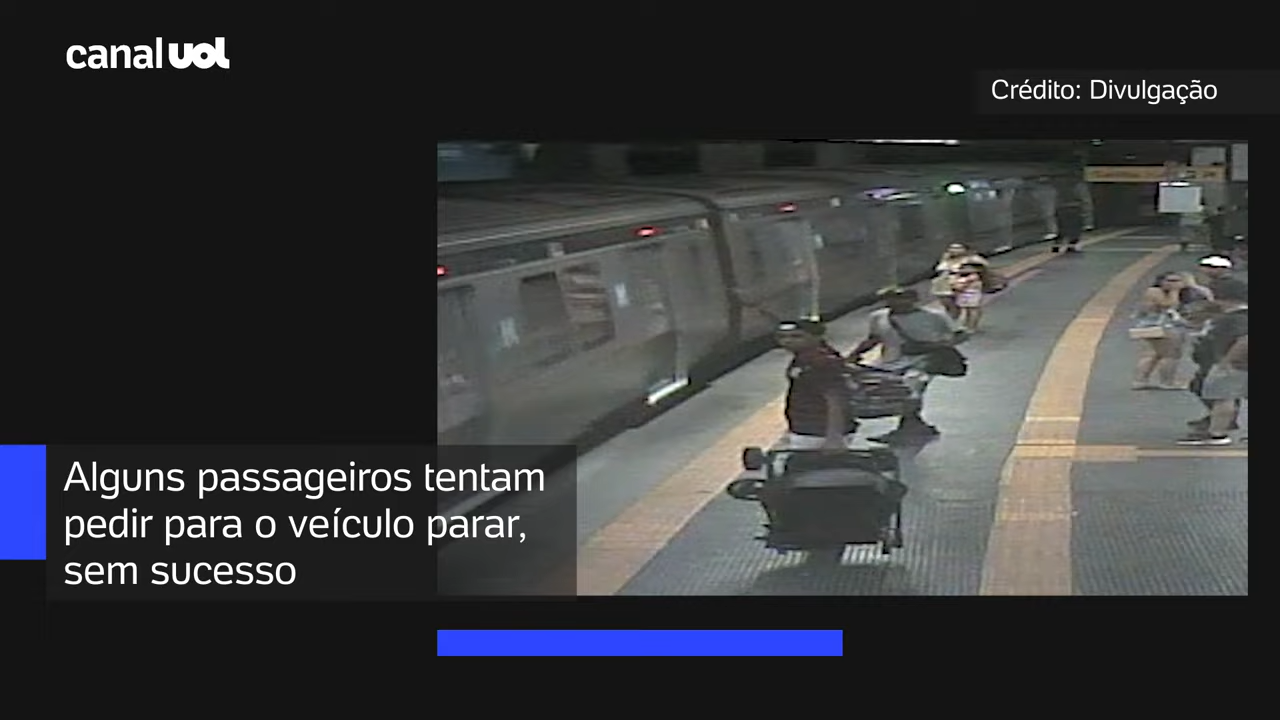 canal uol
Crédito: Divulgação
Alguns passageiros tentam
pedir para o veículo parar,
sem sucesso